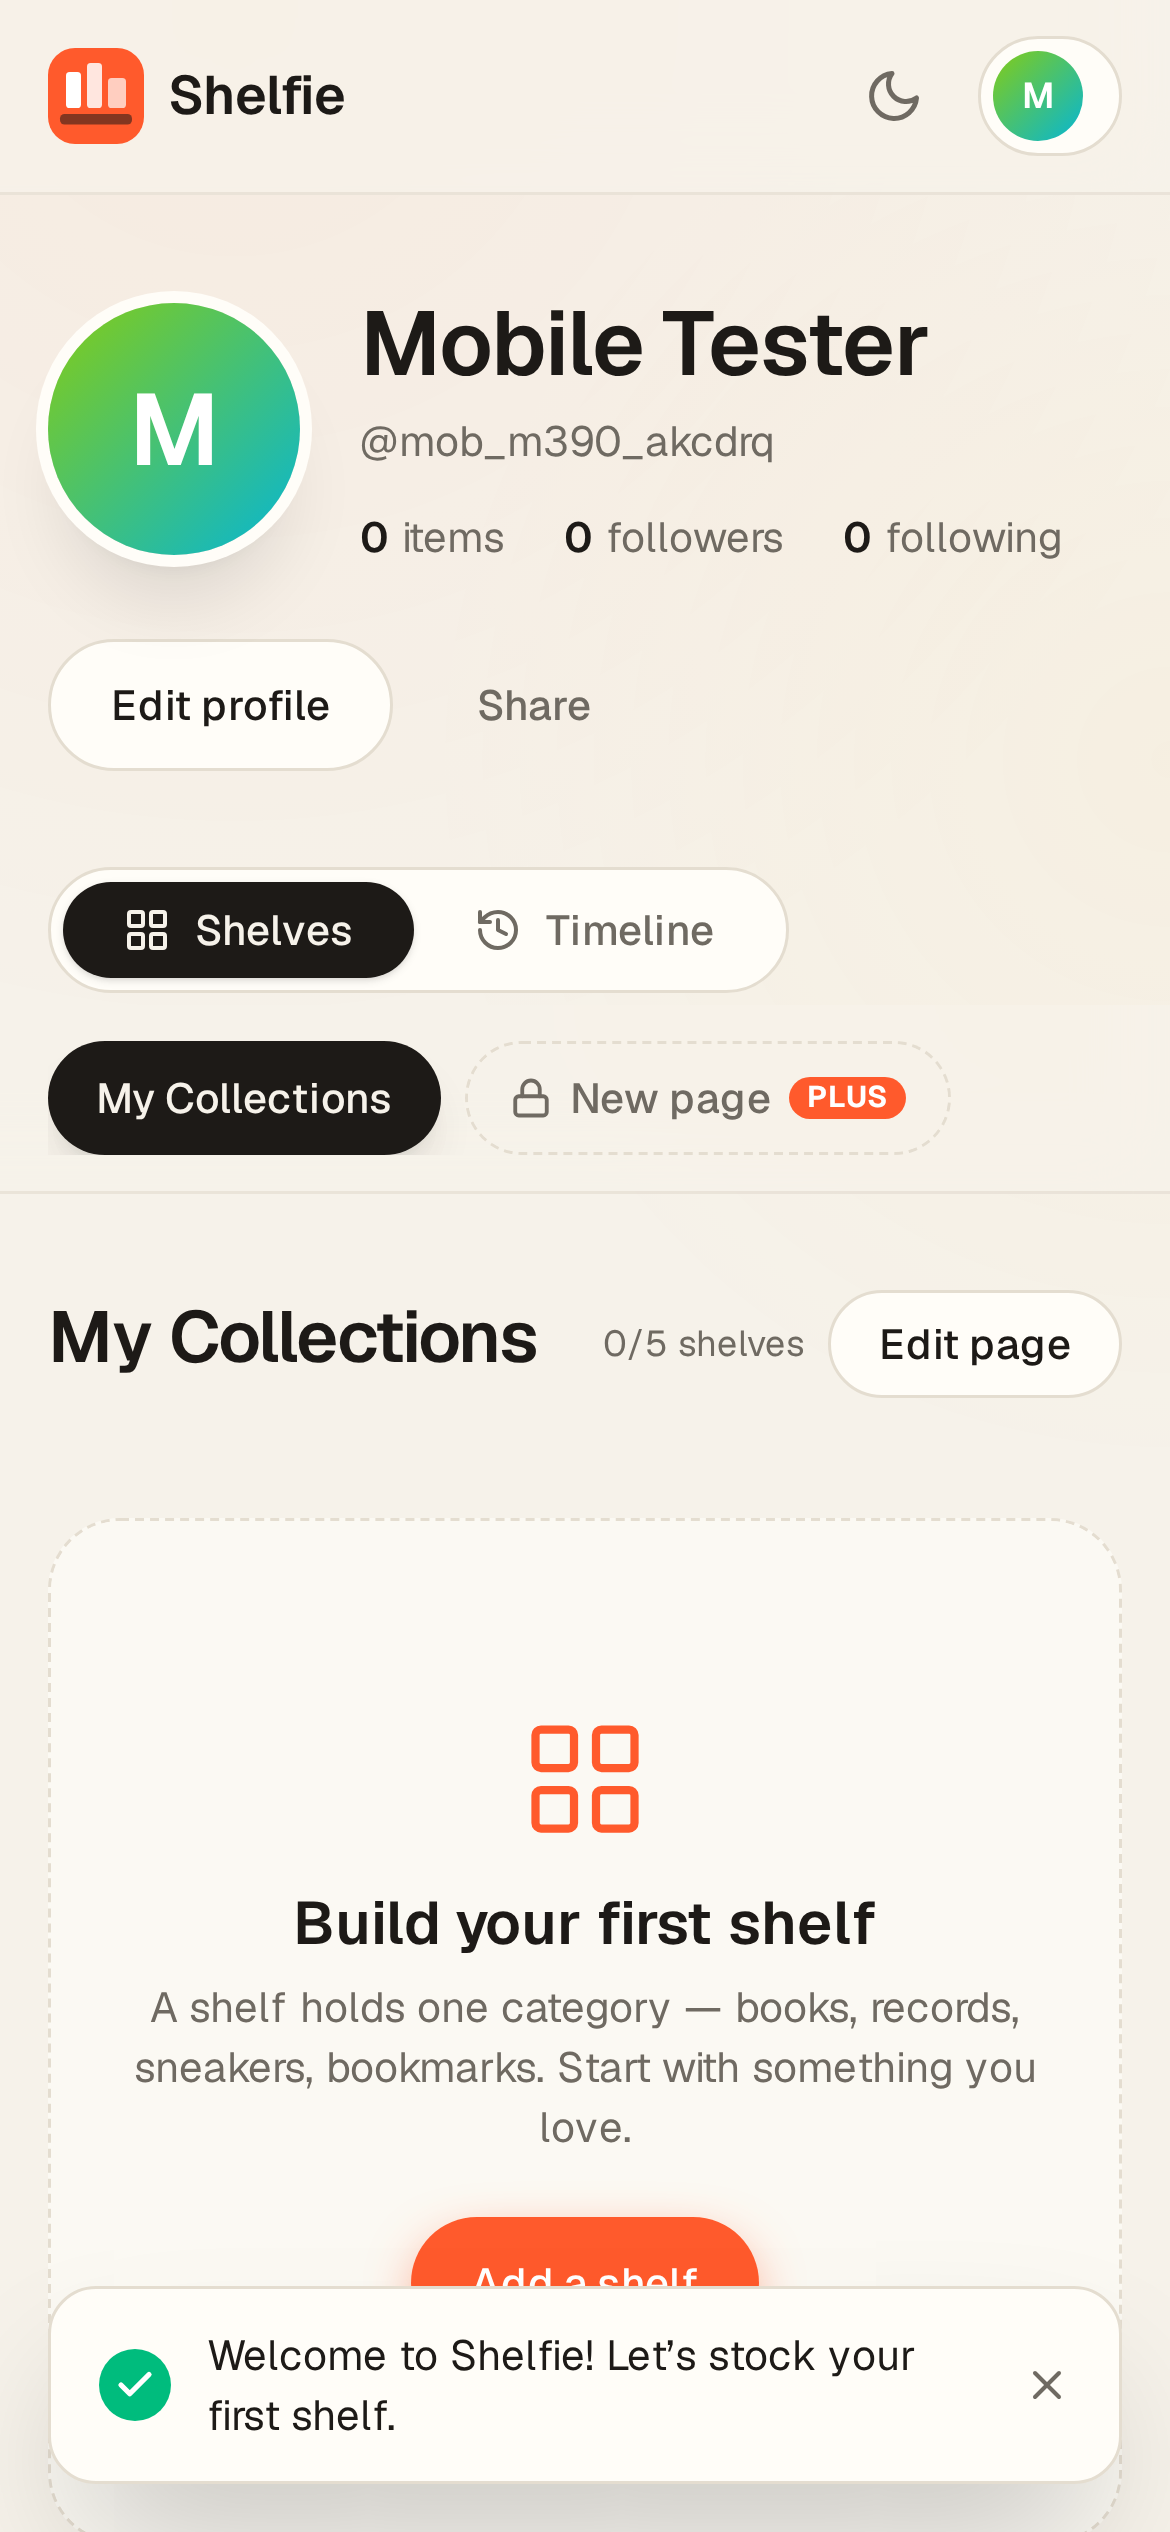 Shelfie
M
M
Mobile Tester
@mob_m390_akcdrq
0 items 0 followers 0 following
Edit profile Share
Shelves Timeline
My Collections New page PLUS
My Collections 0/5 shelves Edit page
Build your first shelf
A shelf holds one category — books, records,
sneakers, bookmarks. Start with something you
love.
Add a shelf
Welcome to Shelfie! Let’s stock your
first shelf.